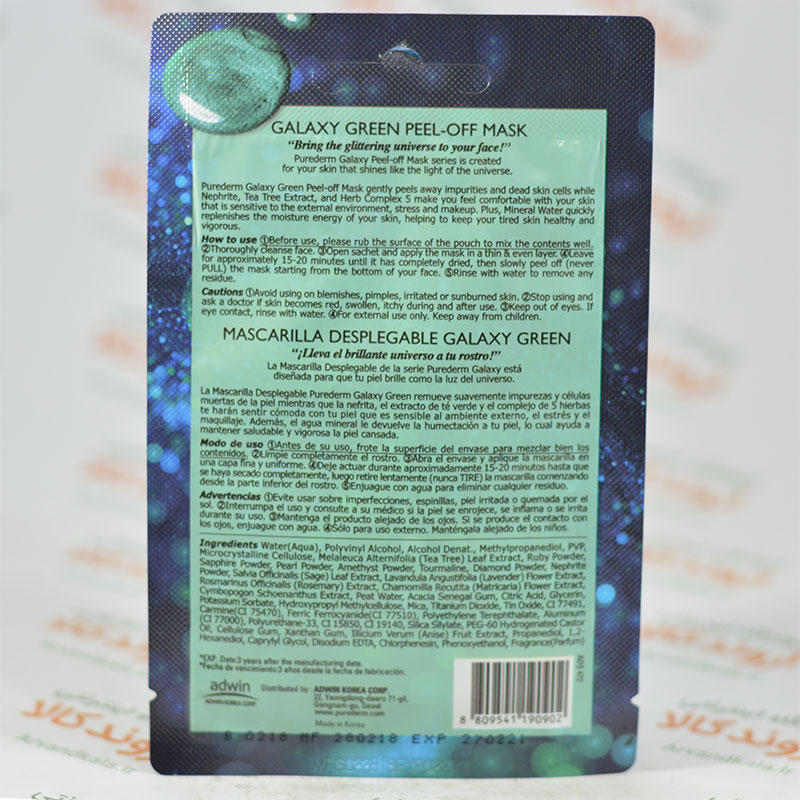 GALAXY GREEN PEEL-OFF MASK
"Bring the glittering universe to your face!"
Purederm Galaxy Peel-off Mask series is created
for your skin that shines like the light of the universe.
Purederm Galaxy Green Peel-off Mask gently peels away impurities and dead skin cells while
Nephrite, Tea Tree Extract, and Herb Complex 5 make you feel comfortable with your skin
that is sensitive to the external environment, stress and makeup. Plus, Mineral Water quickly
replenishes the moisture energy of your skin, helping to keep your tired skin healthy and
vigorous.
How to use ①Before use, please rub the surface of the pouch to mix the contents well.
②Thoroughly cleanse face. ③Open sachet and apply the mask in a thin & even layer. ④Leave
for approximately 15-20 minutes until it has completely dried, then slowly peel off (never
PULL) the mask starting from the bottom of your face. ⑤Rinse with water to remove any
residue.
Cautions ①Avoid using on blemishes, pimples, irritated or sunburned skin. ②Stop using and
ask a doctor if skin becomes red, swollen, itchy during and after use. ③Keep out of eyes. If
eye contact, rinse with water. ④For external use only. Keep away from children.
MASCARILLA DESPLEGABLE GALAXY GREEN
"¡Lleva el brillante universo a tu rostro!"
La Mascarilla Desplegable de la serie Purederm Galaxy está
diseñada para que tu piel brille como la luz del universo.
La Mascarilla Desplegable Purederm Galaxy Green remueve suavemente impurezas y células
muertas de la piel mientras que la nefrita, el extracto de té verde y el complejo de 5 hierbas
te harán sentir cómoda con tu piel que es sensible al ambiente externo, el estrés y el
maquillaje. Además, el agua mineral le devuelve la humectación a tu piel, lo cual ayuda a
mantener saludable y vigorosa la piel cansada.
Modo de uso ①Antes de su uso, frote la superficie del envase para mezclar bien los
contenidos. ②Limpie completamente el rostro. ③Abra el envase y aplique la mascarilla en
una capa fina y uniforme. ④Deje actuar durante aproximadamente 15-20 minutos hasta que
se haya secado completamente, luego retire lentamente (nunca TIRE) la mascarilla comenzando
desde la parte inferior del rostro. ⑤Enjuague con agua para eliminar cualquier residuo.
Advertencias ①Evite usar sobre imperfecciones, espinillas, piel irritada o quemada por el
sol. ②Interrumpa el uso y consulte a su médico si la piel se enrojece, se inflama o se irrita
durante su uso. ③Mantenga el producto alejado de los ojos. Si se produce el contacto con
los ojos, enjuague con agua. ④Sólo para uso externo. Manténgala alejado de los niños.
Ingredients Water(Aqua), Polyvinyl Alcohol, Alcohol Denat., Methylpropanediol, PVP,
Microcrystalline Cellulose, Melaleuca Alternifolia (Tea Tree) Leaf Extract, Ruby Powder,
Sapphire Powder, Pearl Powder, Amethyst Powder, Tourmaline, Diamond Powder, Nephrite
Powder, Salvia Officinalis (Sage) Leaf Extract, Lavandula Angustifolia (Lavender) Flower Extract,
Rosmarinus Officinalis (Rosemary) Extract, Chamomilla Recutita (Matricaria) Flower Extract,
Cymbopogon Schoenanthus Extract, Peat Water, Acacia Senegal Gum, Citric Acid, Glycerin,
Potassium Sorbate, Hydroxypropyl Methylcellulose, Mica, Titanium Dioxide, Tin Oxide, CI 77491,
Carmine(CI 75470), Ferric Ferrocyanide(CI 77510), Polyethylene Terephthalate, Aluminum
(CI 77000), Polyurethane-33, CI 15850, CI 19140, Silica Silylate, PEG-60 Hydrogenated Castor
Oil, Cellulose Gum, Xanthan Gum, Illicium Verum (Anise) Fruit Extract, Propanediol, 1,2-
Hexanediol, Caprylyl Glycol, Disodium EDTA, Chlorphenesin, Phenoxyethanol, Fragrance(Parfum)
*EXP. Date:3 years after the manufacturing date.
*Fecha de vencimiento:3 años desde la fecha de fabricación.
ADS 472
adwin
ADWIN KOREA CORP.
Distributed by : ADWIN KOREA CORP.
22, Yeongdong-daero 71-gil,
Gangnam-gu, Seoul
www.purederm.com
Made in Korea
8 809541 190902
B 0218 MF 280218 EXP 270221
Arvandkala.ir
اروند کالا